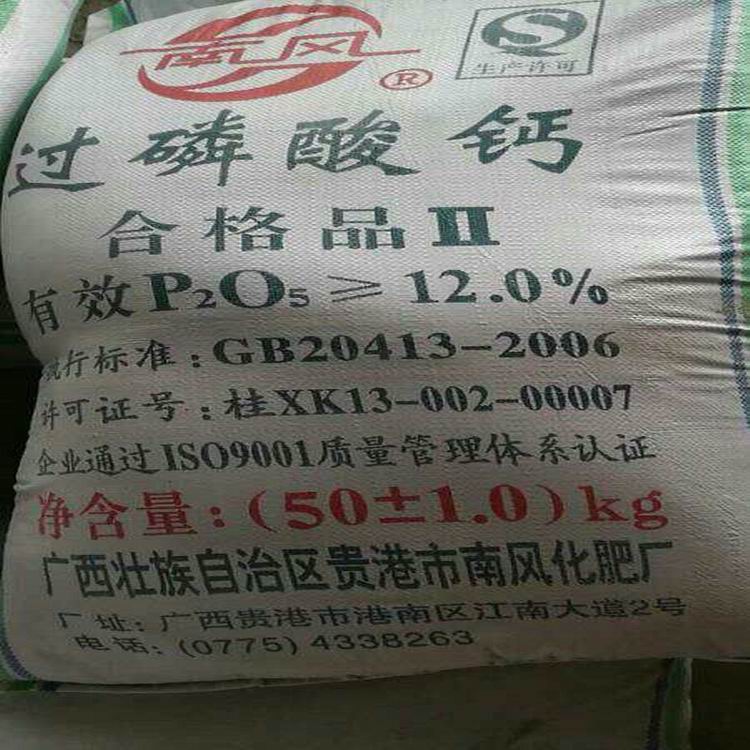 南风®
生产许可
过磷酸钙
合格品II
有效P₂O₅≥12.0%
执行标准：GB20413-2006
许可证号：桂XK13-002-00007
企业通过ISO9001质量管理体系认证
净含量：(50±1.0)kg
广西壮族自治区贵港市南风化肥厂
厂址：广西贵港市港南区江南大道2号
电话：(0775)4338263